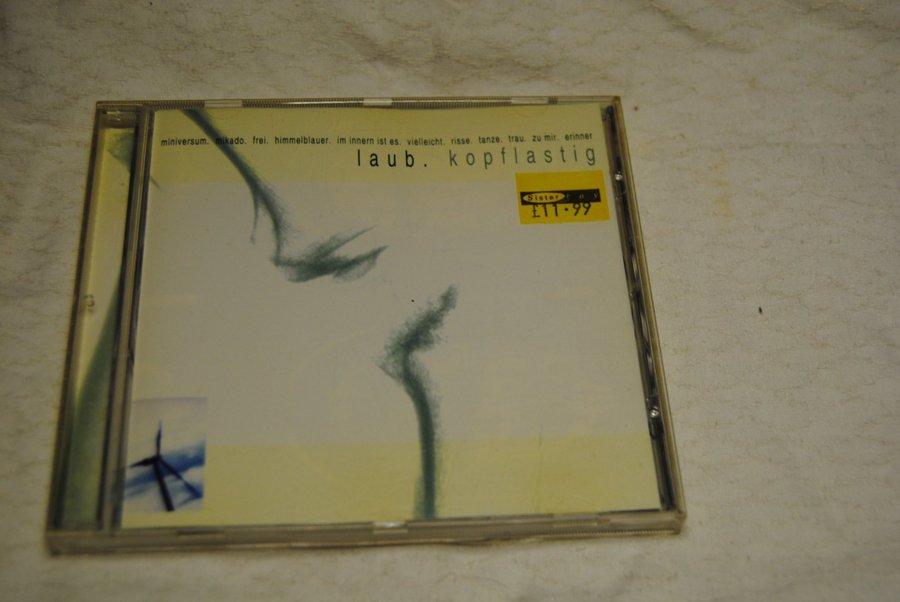 miniversum. mikado. frei. himmelblauer. im innern ist es. vielleicht. risse. tanze. trau. zu mir. erinner
laub. kopflastig
Sister Ray
£11.99